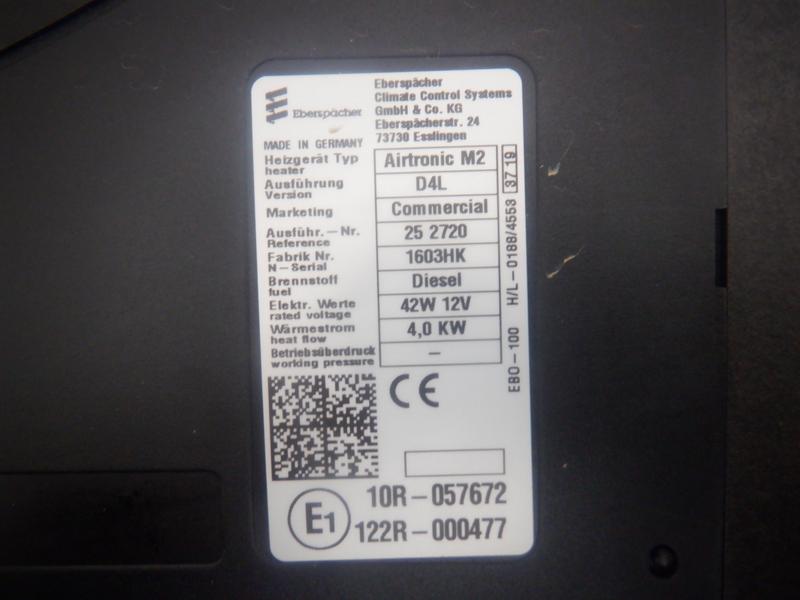 Eberspächer
Eberspächer
Climate Control Systems
GmbH & Co. KG
Eberspächerstr. 24
73730 Esslingen
MADE IN GERMANY
Heizgerät Typ
heater
Airtronic M2
Ausführung
Version
D4L
Marketing
Commercial
Ausführ. – Nr.
Reference
25 2720
Fabrik Nr.
N – Serial
1603HK
Brennstoff
fuel
Diesel
Elektr. Werte
rated voltage
42W 12V
Wärmestrom
heat flow
4,0 KW
Betriebsüberdruck
working pressure
–
EBO – 100 H/L – 0188/4553 37 19
CE
E1
10R – 057672
122R – 000477